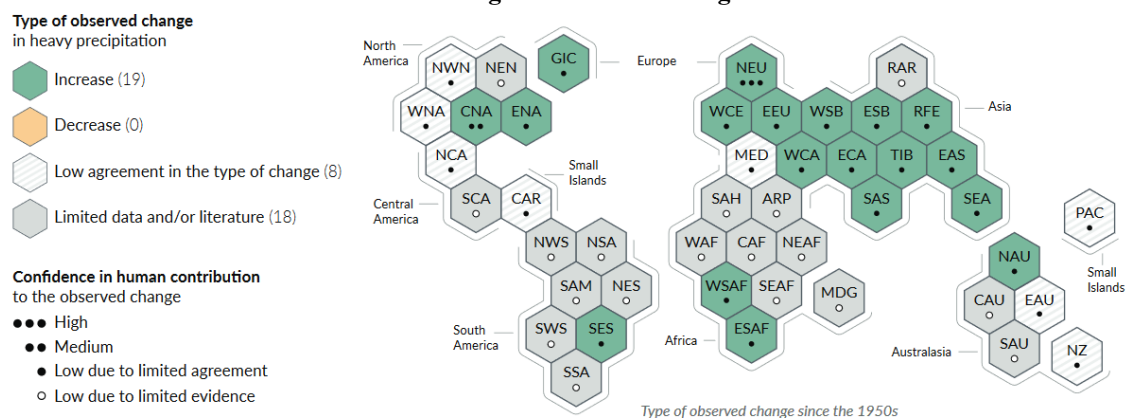 Type of observed change
in heavy precipitation
Increase (19)
Decrease (0)
Low agreement in the type of change (8)
Limited data and/or literature (18)
Confidence in human contribution
to the observed change
High
Medium
Low due to limited agreement
Low due to limited evidence
North
America
GIC
Europe
NWN NEN
NEU
RAR
WNA CNA ENA
WCE EEU WSB ESB RFE
Asia
NCA
Small
Islands
MED WCA ECA TIB EAS
Central
America
SCA CAR
SAH ARP
SAS
SEA
PAC
NWS NSA
WAF CAF NEAF
NAU
Small
Islands
SAM NES
WSAF SEAF MDG
CAU EAU
South
America
SWS SES
Africa
ESAF
Australasia
SAU
NZ
SSA
Type of observed change since the 1950s